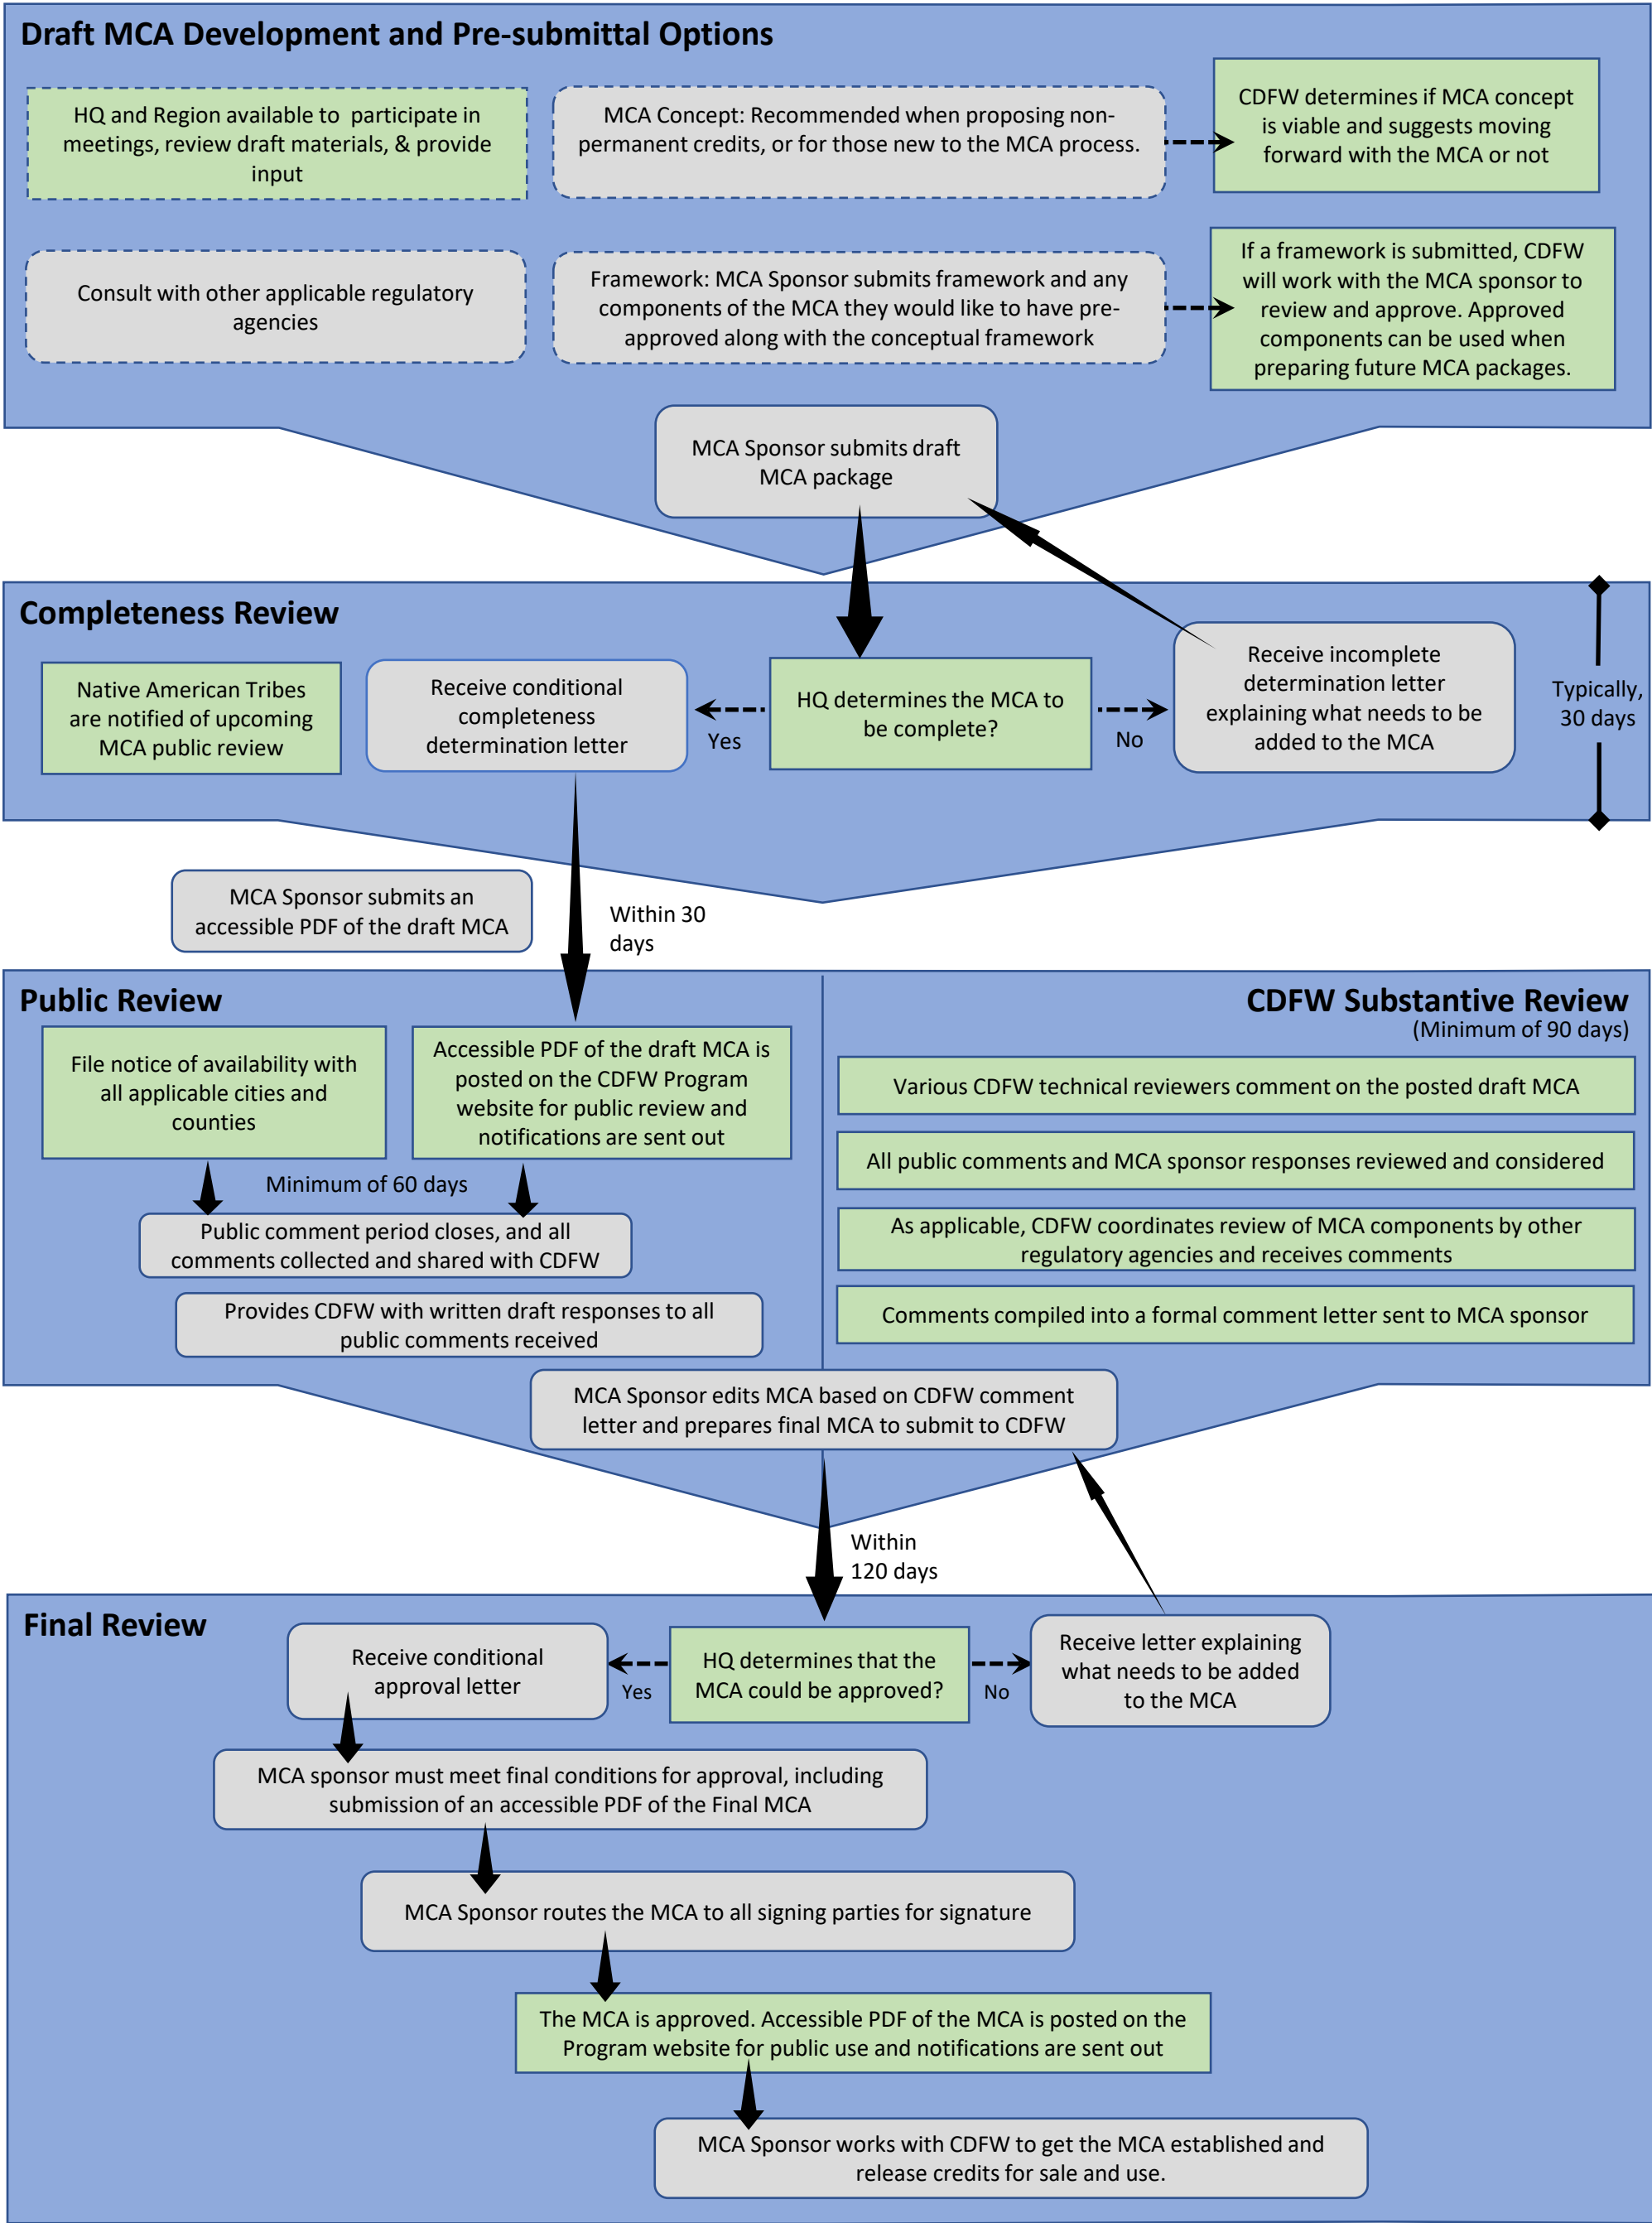 Draft MCA Development and Pre-submittal Options
HQ and Region available to participate in
meetings, review draft materials, & provide
input
MCA Concept: Recommended when proposing non-
permanent credits, or for those new to the MCA process.
CDFW determines if MCA concept
is viable and suggests moving
forward with the MCA or not
Consult with other applicable regulatory
agencies
Framework: MCA Sponsor submits framework and any
components of the MCA they would like to have pre-
approved along with the conceptual framework
If a framework is submitted, CDFW
will work with the MCA sponsor to
review and approve. Approved
components can be used when
preparing future MCA packages.
MCA Sponsor submits draft
MCA package
Completeness Review
Native American Tribes
are notified of upcoming
MCA public review
Receive conditional
completeness
determination letter
Yes
HQ determines the MCA to
be complete?
No
Receive incomplete
determination letter
explaining what needs to be
added to the MCA
Typically,
30 days
MCA Sponsor submits an
accessible PDF of the draft MCA
Within 30
days
Public Review
File notice of availability with
all applicable cities and
counties
Accessible PDF of the draft MCA is
posted on the CDFW Program
website for public review and
notifications are sent out
Minimum of 60 days
Public comment period closes, and all
comments collected and shared with CDFW
Provides CDFW with written draft responses to all
public comments received
CDFW Substantive Review
(Minimum of 90 days)
Various CDFW technical reviewers comment on the posted draft MCA
All public comments and MCA sponsor responses reviewed and considered
As applicable, CDFW coordinates review of MCA components by other
regulatory agencies and receives comments
Comments compiled into a formal comment letter sent to MCA sponsor
MCA Sponsor edits MCA based on CDFW comment
letter and prepares final MCA to submit to CDFW
Within
120 days
Final Review
Receive conditional
approval letter
Yes
HQ determines that the
MCA could be approved?
No
Receive letter explaining
what needs to be added
to the MCA
MCA sponsor must meet final conditions for approval, including
submission of an accessible PDF of the Final MCA
MCA Sponsor routes the MCA to all signing parties for signature
The MCA is approved. Accessible PDF of the MCA is posted on the
Program website for public use and notifications are sent out
MCA Sponsor works with CDFW to get the MCA established and
release credits for sale and use.